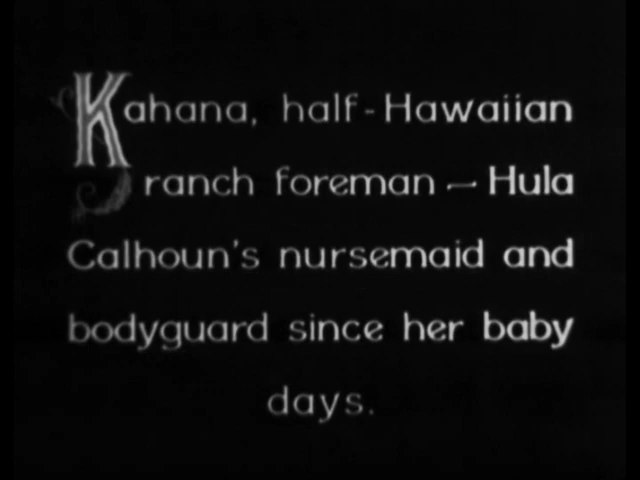 Kahana, half-Hawaiian
ranch foreman — Hula
Calhoun's nursemaid and
bodyguard since her baby
days.